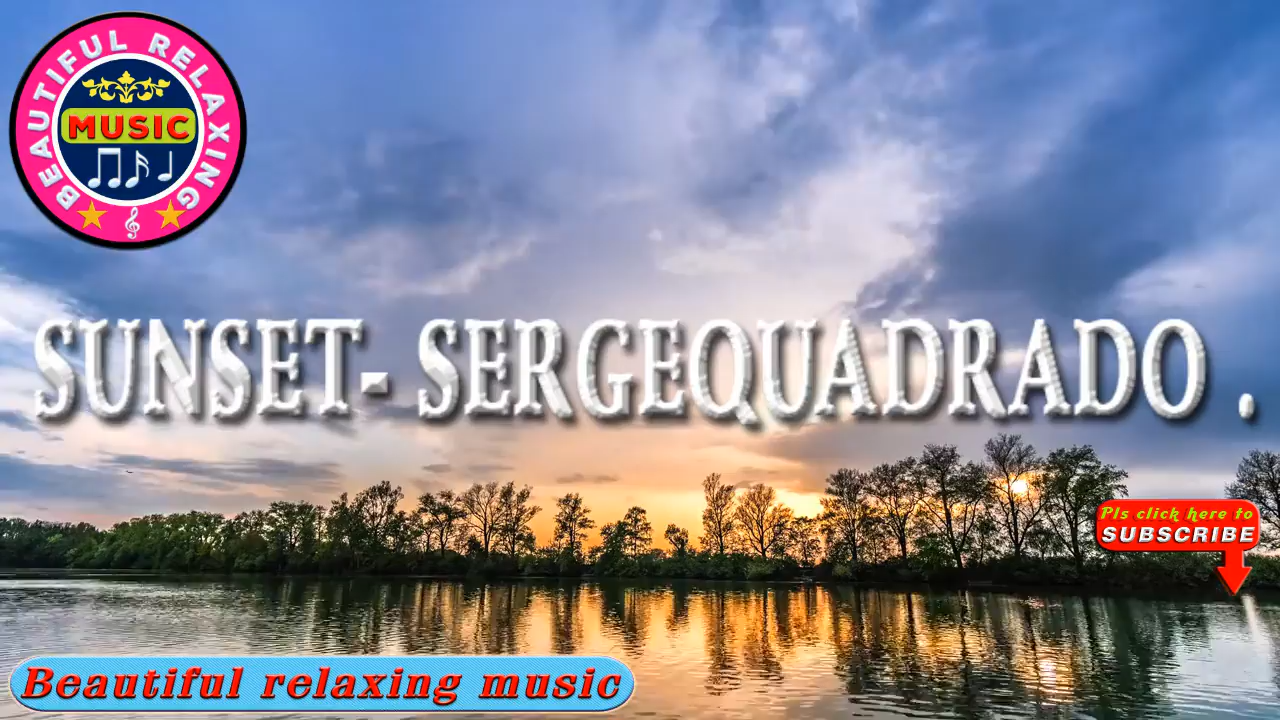 BEAUTIFUL RELAXING
MUSIC
SUNSET- SERGEQUADRADO .
Pls click here to
SUBSCRIBE
Beautiful relaxing music